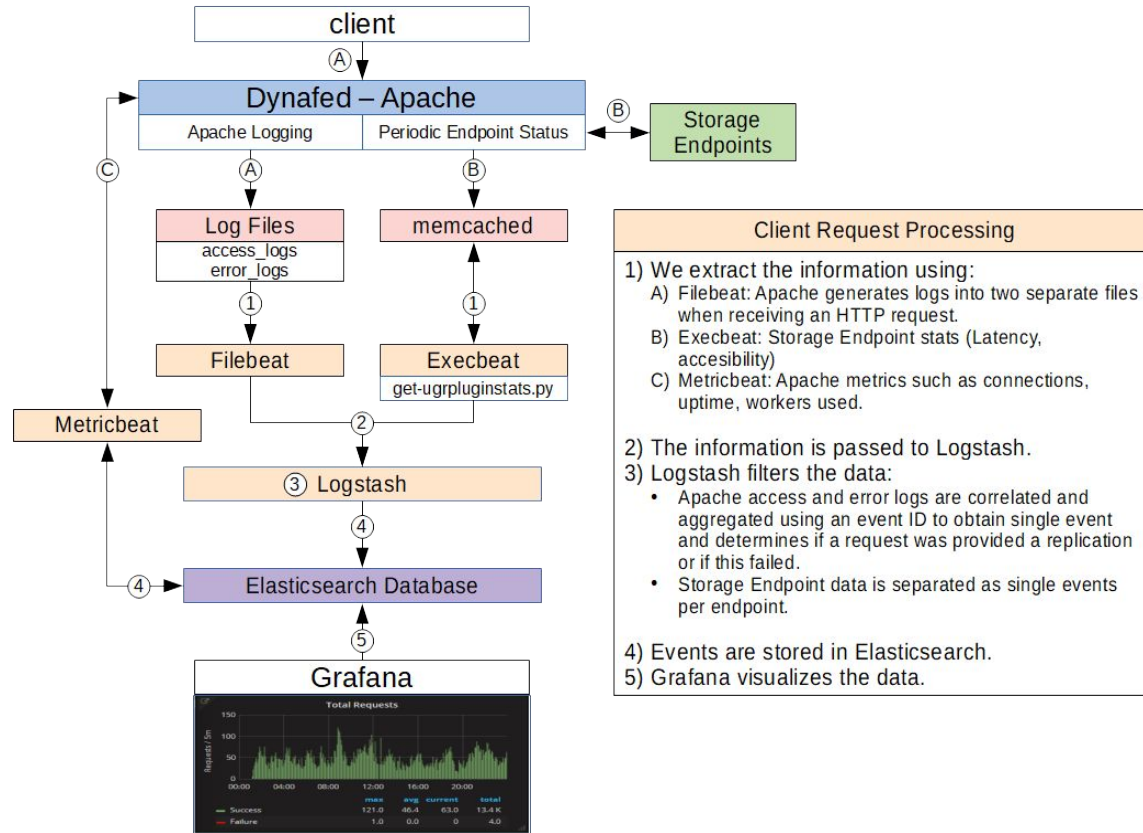 client
A
Dynafed – Apache
Apache Logging
Periodic Endpoint Status
B
Storage
Endpoints
C
A
B
Log Files
access_logs
error_logs
memcached
1
1
Filebeat
Execbeat
get-ugrpluginstats.py
Metricbeat
2
3 Logstash
4
4
Elasticsearch Database
5
Grafana
Total Requests
Requests / 5m
150
100
50
0
00:00 04:00 08:00 12:00 16:00 20:00
max avg current total
Success 121.0 46.4 63.0 13.4 K
Failure 1.0 0.0 0 4.0
Client Request Processing
1) We extract the information using:
A) Filebeat: Apache generates logs into two separate files
when receiving an HTTP request.
B) Execbeat: Storage Endpoint stats (Latency,
accesibility)
C) Metricbeat: Apache metrics such as connections,
uptime, workers used.
2) The information is passed to Logstash.
3) Logstash filters the data:
• Apache access and error logs are correlated and
aggregated using an event ID to obtain single event
and determines if a request was provided a replication
or if this failed.
• Storage Endpoint data is separated as single events
per endpoint.
4) Events are stored in Elasticsearch.
5) Grafana visualizes the data.